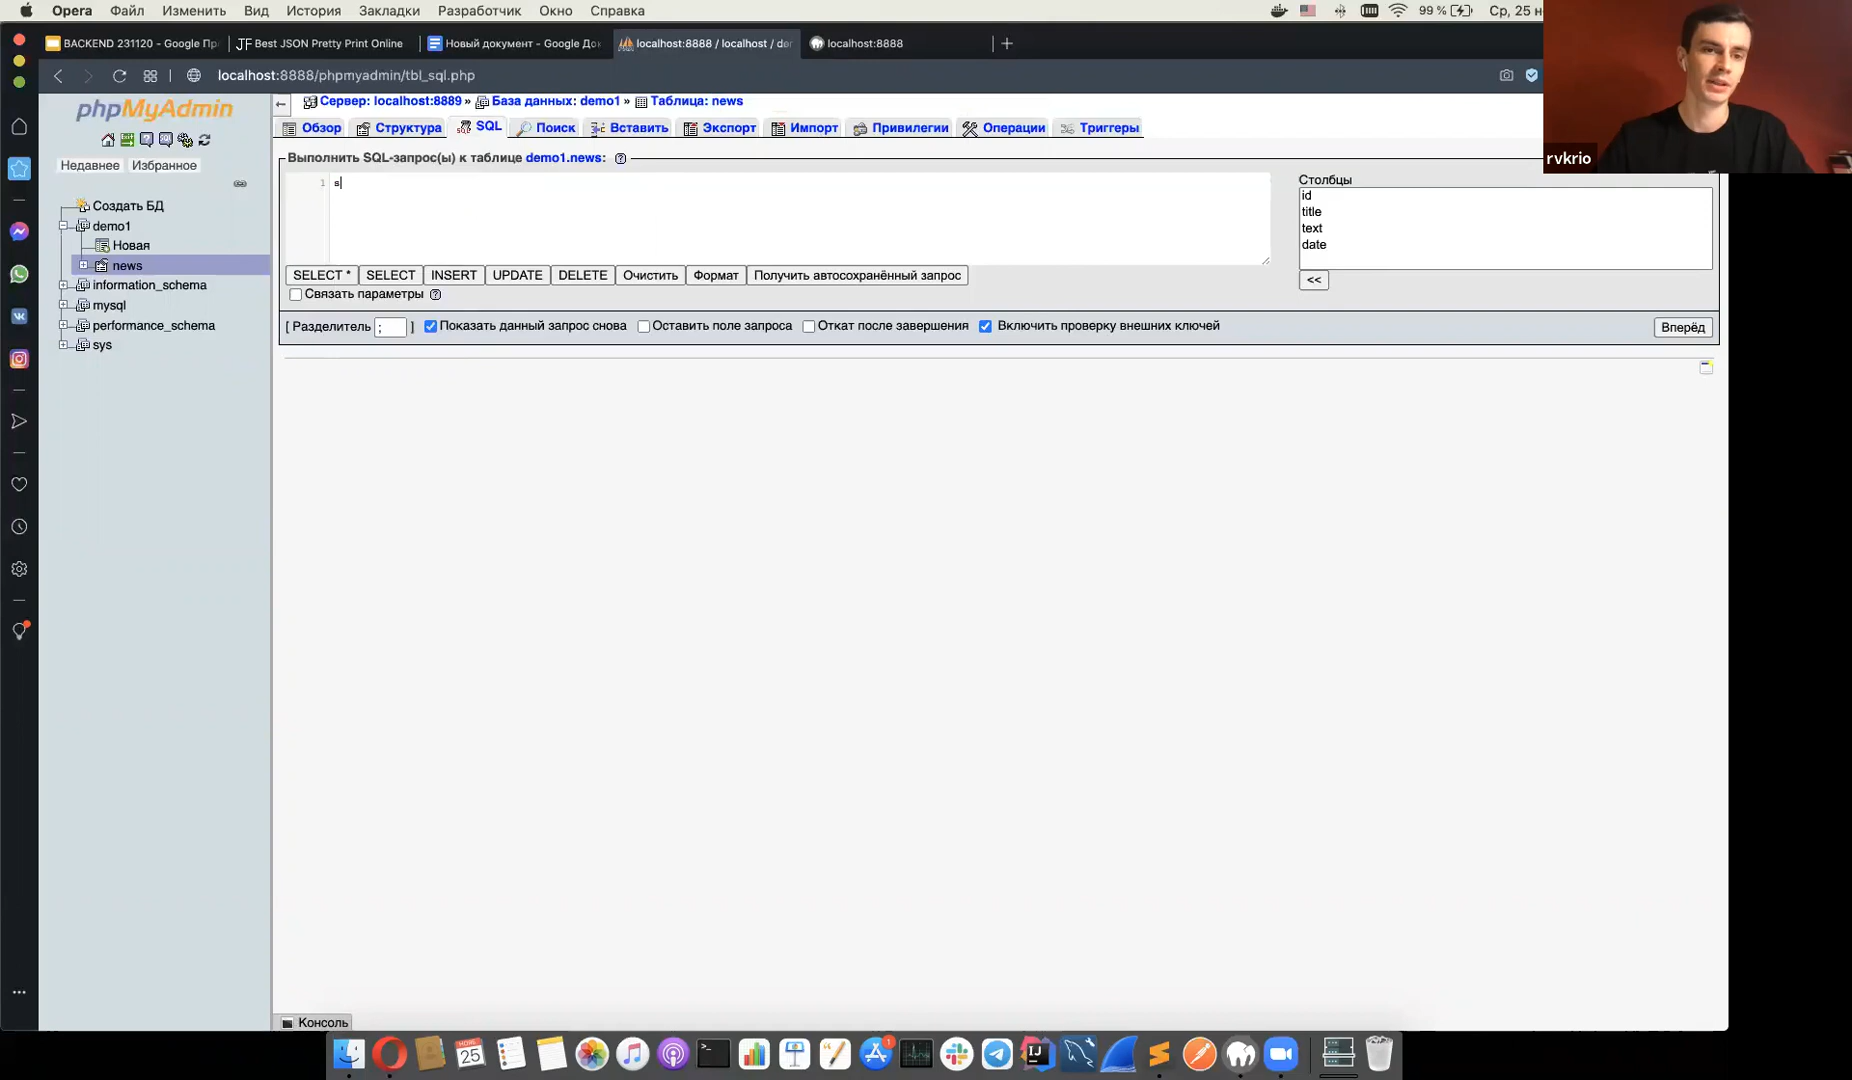 Opera Файл Изменить Вид История Закладки Разработчик Окно Справка 99 % Ср, 25 н
BACKEND 231120 - Google Пр JF Best JSON Pretty Print Online Новый документ - Google До localhost:8888 / localhost / de localhost:8888
localhost:8888/phpmyadmin/tbl_sql.php
rvkrio
phpMyAdmin
Недавнее Избранное
Создать БД
demo1
Новая
news
information_schema
mysql
performance_schema
sys
Сервер: localhost:8889 » База данных: demo1 » Таблица: news
Обзор Структура SQL Поиск Вставить Экспорт Импорт Привилегии Операции Триггеры
Выполнить SQL-запрос(ы) к таблице demo1.news:
1 s
Столбцы
id
title
text
date
<<
SELECT * SELECT INSERT UPDATE DELETE Очистить Формат Получить автосохранённый запрос
Связать параметры
[ Разделитель ; ] Показать данный запрос снова Оставить поле запроса Откат после завершения Включить проверку внешних ключей Вперёд
Консоль
25
1